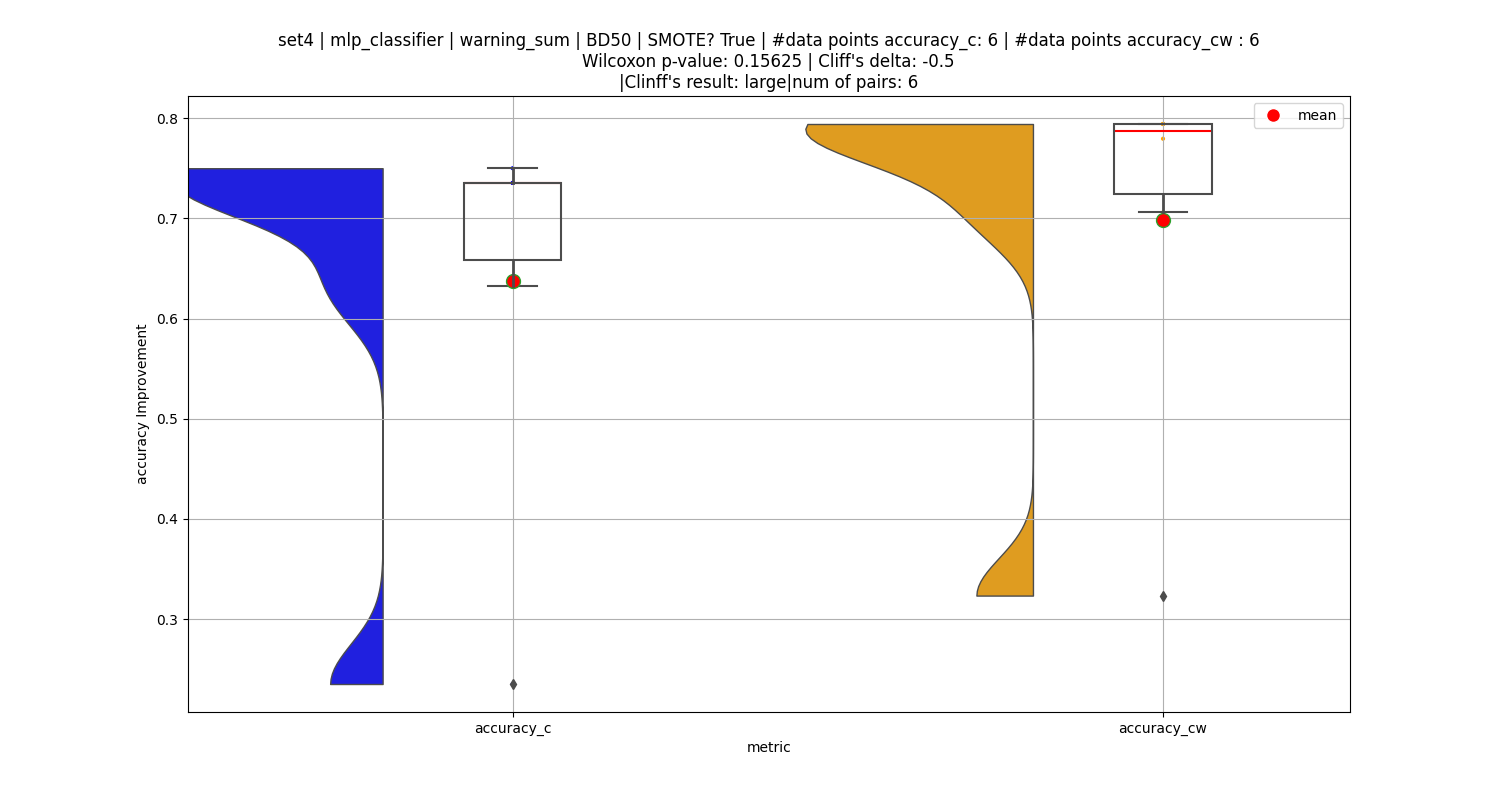 set4 | mlp_classifier | warning_sum | BD50 | SMOTE? True | #data points accuracy_c: 6 | #data points accuracy_cw : 6
Wilcoxon p-value: 0.15625 | Cliff's delta: -0.5
|Clinff's result: large|num of pairs: 6
mean
0.8
0.7
0.6
0.5
0.4
0.3
accuracy Improvement
accuracy_c
accuracy_cw
metric